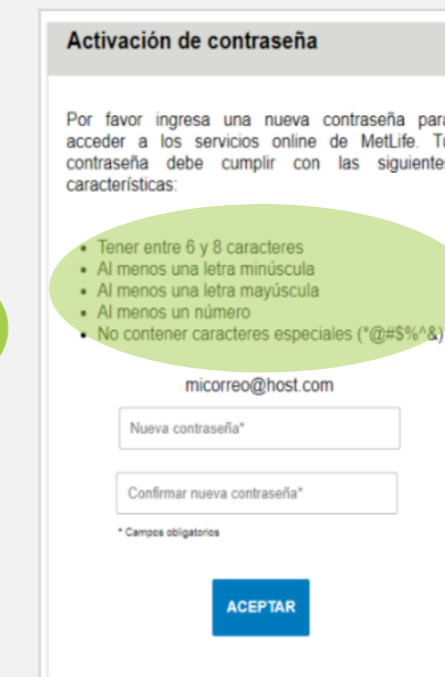 Activación de contraseña
Por favor ingresa una nueva contraseña para
acceder a los servicios online de MetLife. Tu
contraseña debe cumplir con las siguientes
características:
• Tener entre 6 y 8 caracteres
• Al menos una letra minúscula
• Al menos una letra mayúscula
• Al menos un número
• No contener caracteres especiales (*@#$%^&)
micorreo@host.com
Nueva contraseña*
Confirmar nueva contraseña*
* Campos obligatorios
ACEPTAR